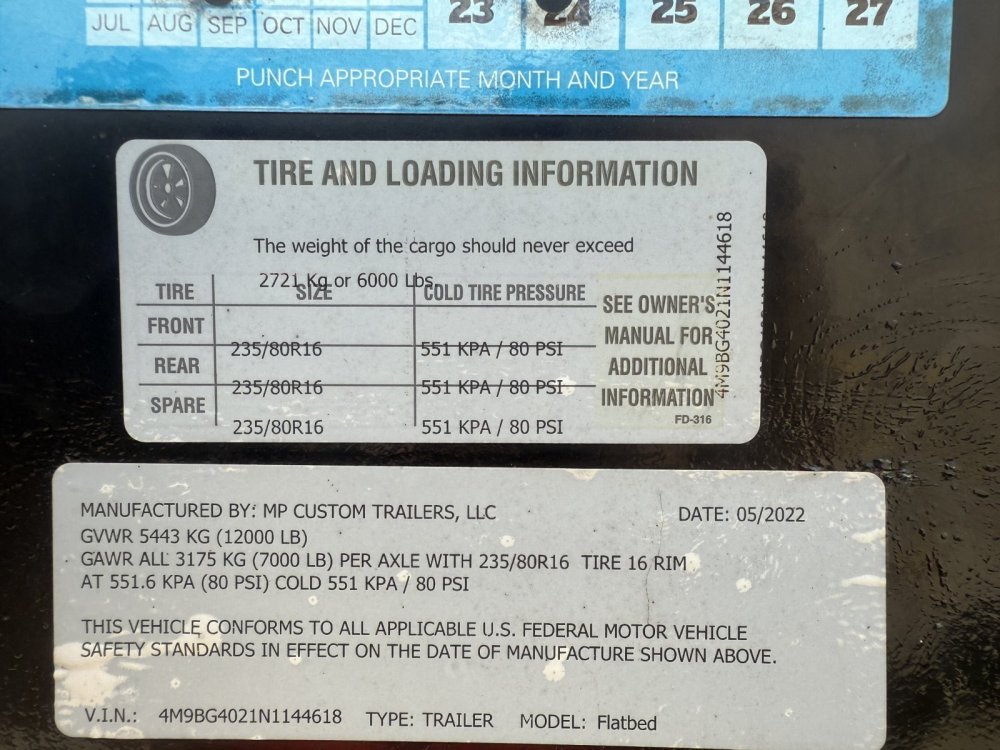 23 24 25 26 27
JUL AUG SEP OCT NOV DEC
PUNCH APPROPRIATE MONTH AND YEAR
TIRE AND LOADING INFORMATION
The weight of the cargo should never exceed
2721 Kg or 6000 Lbs.
TIRE SIZE COLD TIRE PRESSURE
FRONT 235/80R16 551 KPA / 80 PSI
REAR 235/80R16 551 KPA / 80 PSI
SPARE 235/80R16 551 KPA / 80 PSI
SEE OWNER'S
MANUAL FOR
ADDITIONAL
INFORMATION
FD-316
4M9BG4021N1144618
MANUFACTURED BY: MP CUSTOM TRAILERS, LLC DATE: 05/2022
GVWR 5443 KG (12000 LB)
GAWR ALL 3175 KG (7000 LB) PER AXLE WITH 235/80R16 TIRE 16 RIM
AT 551.6 KPA (80 PSI) COLD 551 KPA / 80 PSI
THIS VEHICLE CONFORMS TO ALL APPLICABLE U.S. FEDERAL MOTOR VEHICLE
SAFETY STANDARDS IN EFFECT ON THE DATE OF MANUFACTURE SHOWN ABOVE.
V.I.N.: 4M9BG4021N1144618 TYPE: TRAILER MODEL: Flatbed